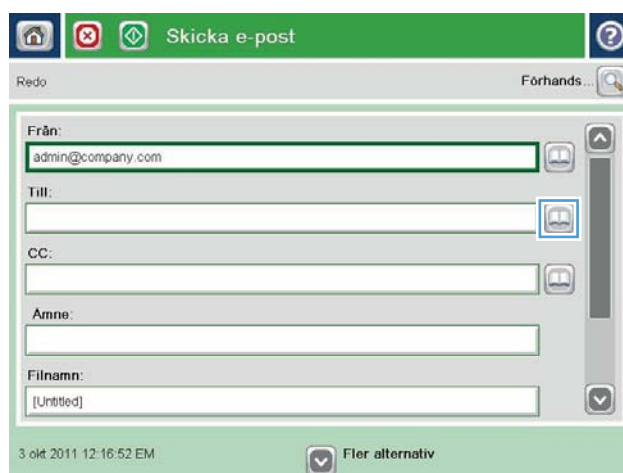 Skicka e-post
Redo
Förhands...
Från:
admin@company.com
Till:
CC:
Ämne:
Filnamn:
[Untitled]
3 okt 2011 12:16:52 EM
Fler alternativ